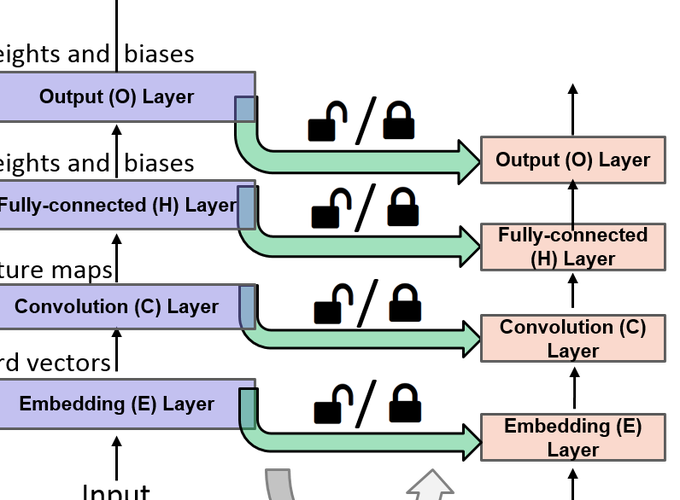 eights and biases
Output (O) Layer
eights and biases
Fully-connected (H) Layer
ture maps
Convolution (C) Layer
rd vectors
Embedding (E) Layer
Input
/
/
/
/
Output (O) Layer
Fully-connected
(H) Layer
Convolution (C)
Layer
Embedding (E)
Layer